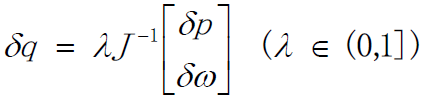 δq = λJ⁻¹ [δp δω] (λ ∈ (0,1])